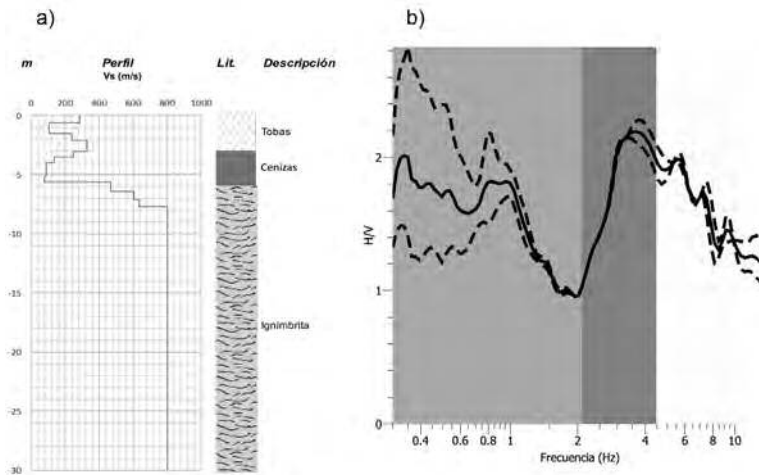 a)
m Perfil Lit. Descripción
Vs (m/s)
0 200 400 600 800 1000
0
-5
-10
-15
-20
-25
-30
Tobas
Cenizas
Ignimbrita
b)
H/V
2
1
0
0.4 0.6 0.8 1 2 4 6 8 10
Frecuencia (Hz)